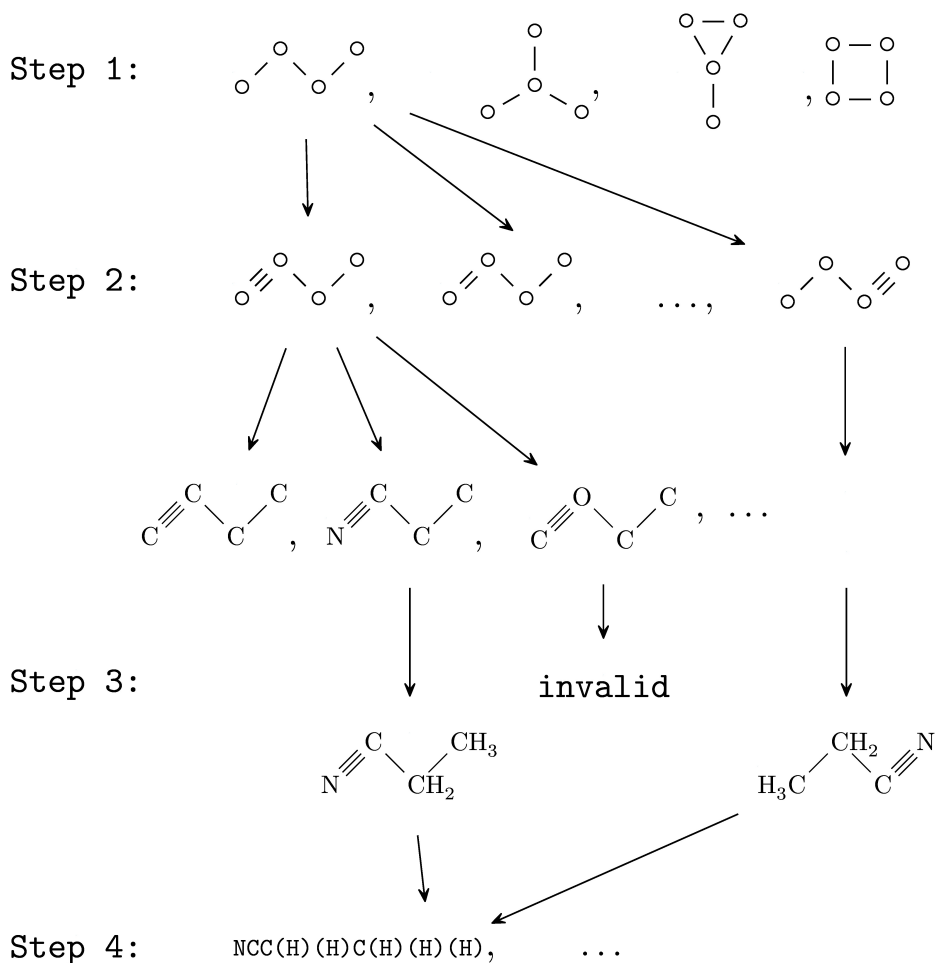 Step 1: , , ,
Step 2: , , ...,
C C C C , N C C C , C O C C , ...
Step 3: invalid
N C CH₂ CH₃ H₃C CH₂ C N
Step 4: NCC(H)(H)C(H)(H)(H), ...